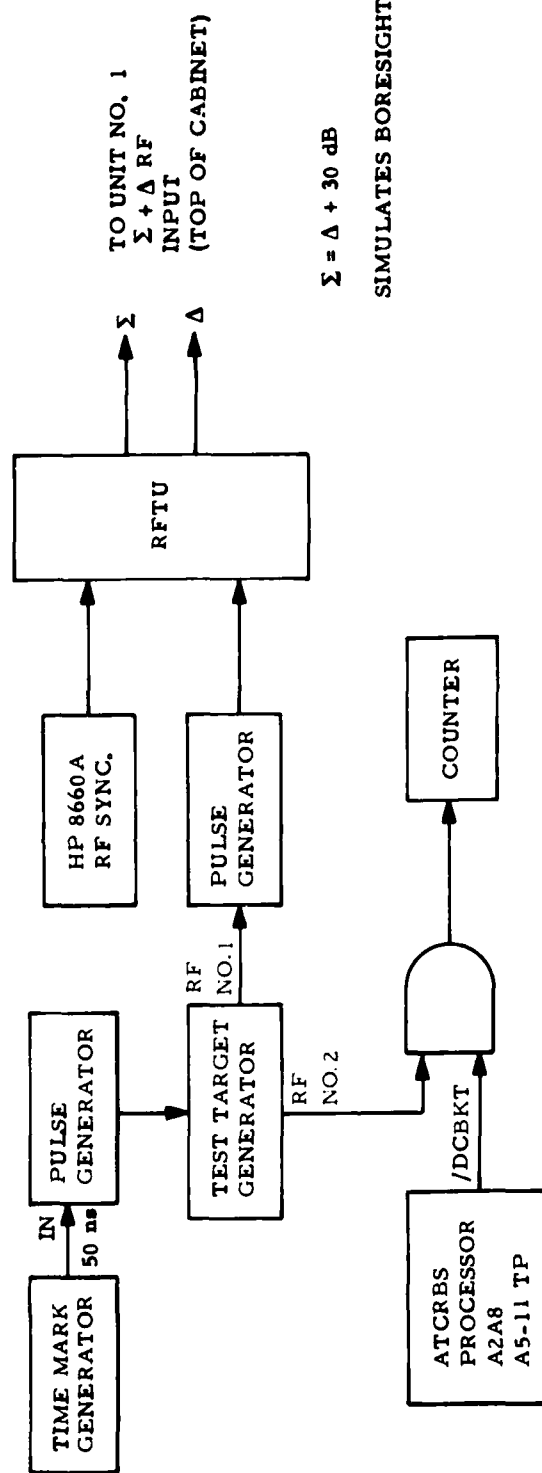 TIME MARK
GENERATOR
IN
50 ns
PULSE
GENERATOR
HP 8660A
RF SYNC.
TEST TARGET
GENERATOR
RF
NO.1
PULSE
GENERATOR
RFTU
Σ
Δ
TO UNIT NO. 1
Σ + Δ RF
INPUT
(TOP OF CABINET)
RF
NO.2
ATCRBS
PROCESSOR
A2A8
A5-11 TP
/DCBKT
COUNTER
Σ = Δ + 30 dB
SIMULATES BORESIGHT